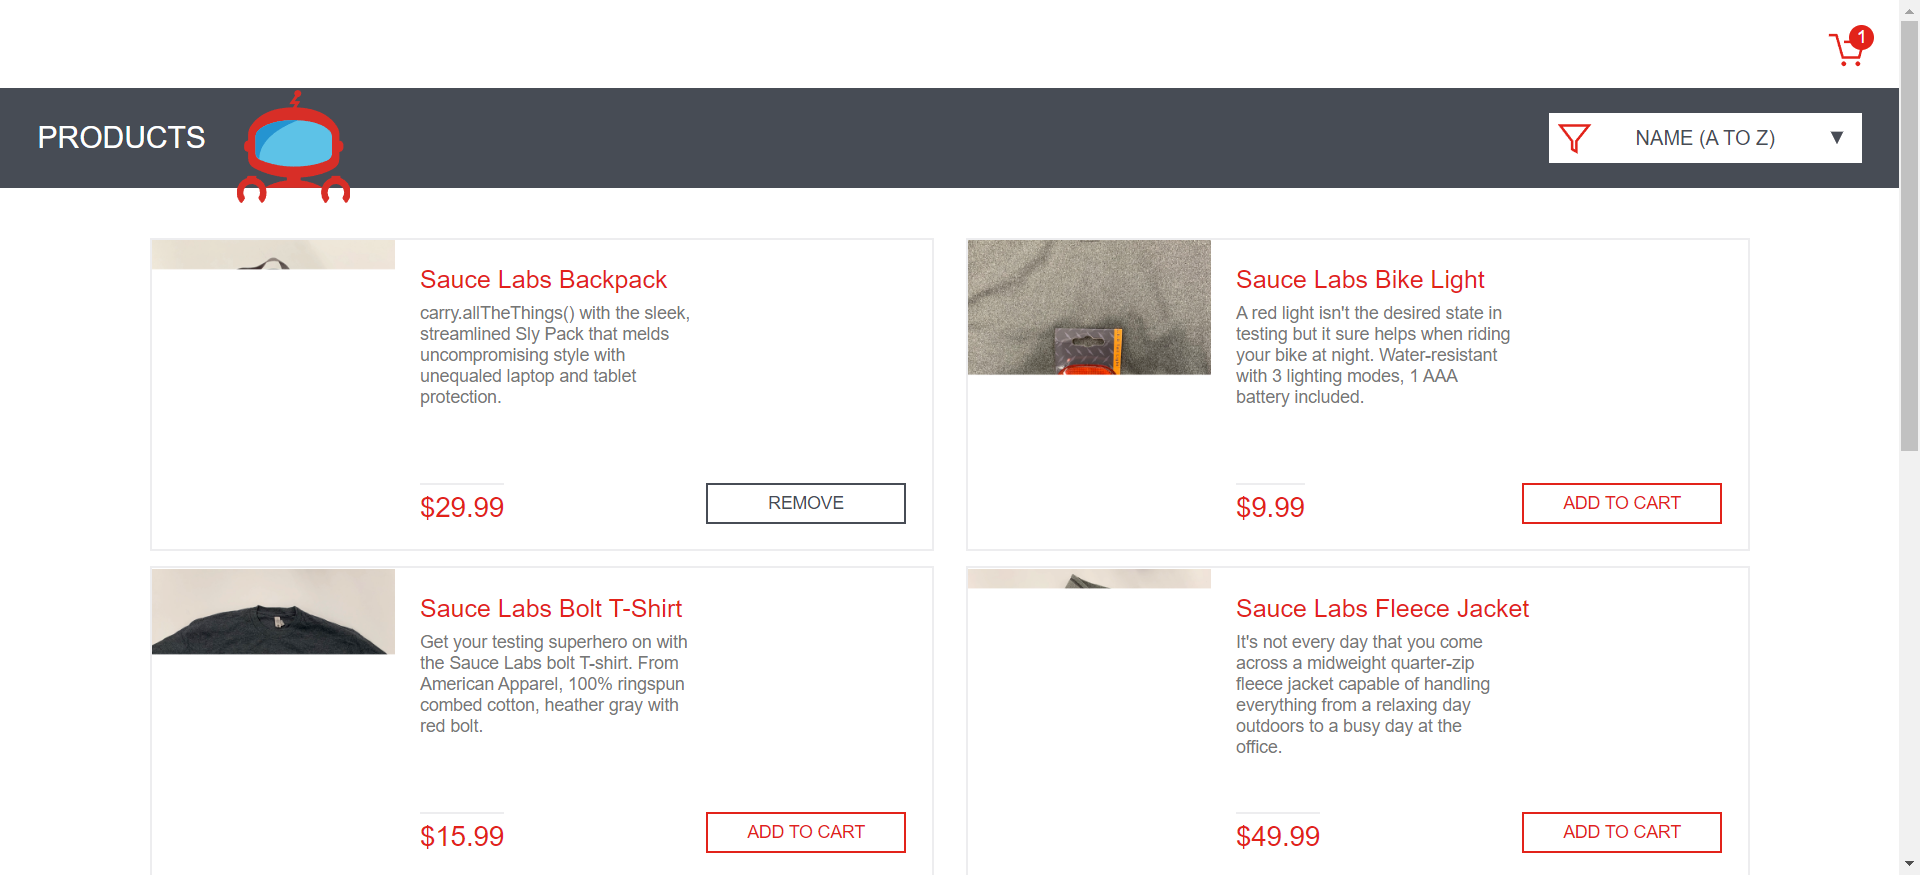 1
PRODUCTS
NAME (A TO Z)
Sauce Labs Backpack
carry.allTheThings() with the sleek,
streamlined Sly Pack that melds
uncompromising style with
unequaled laptop and tablet
protection.
$29.99
REMOVE
Sauce Labs Bike Light
A red light isn't the desired state in
testing but it sure helps when riding
your bike at night. Water-resistant
with 3 lighting modes, 1 AAA
battery included.
$9.99
ADD TO CART
Sauce Labs Bolt T-Shirt
Get your testing superhero on with
the Sauce Labs bolt T-shirt. From
American Apparel, 100% ringspun
combed cotton, heather gray with
red bolt.
$15.99
ADD TO CART
Sauce Labs Fleece Jacket
It's not every day that you come
across a midweight quarter-zip
fleece jacket capable of handling
everything from a relaxing day
outdoors to a busy day at the
office.
$49.99
ADD TO CART